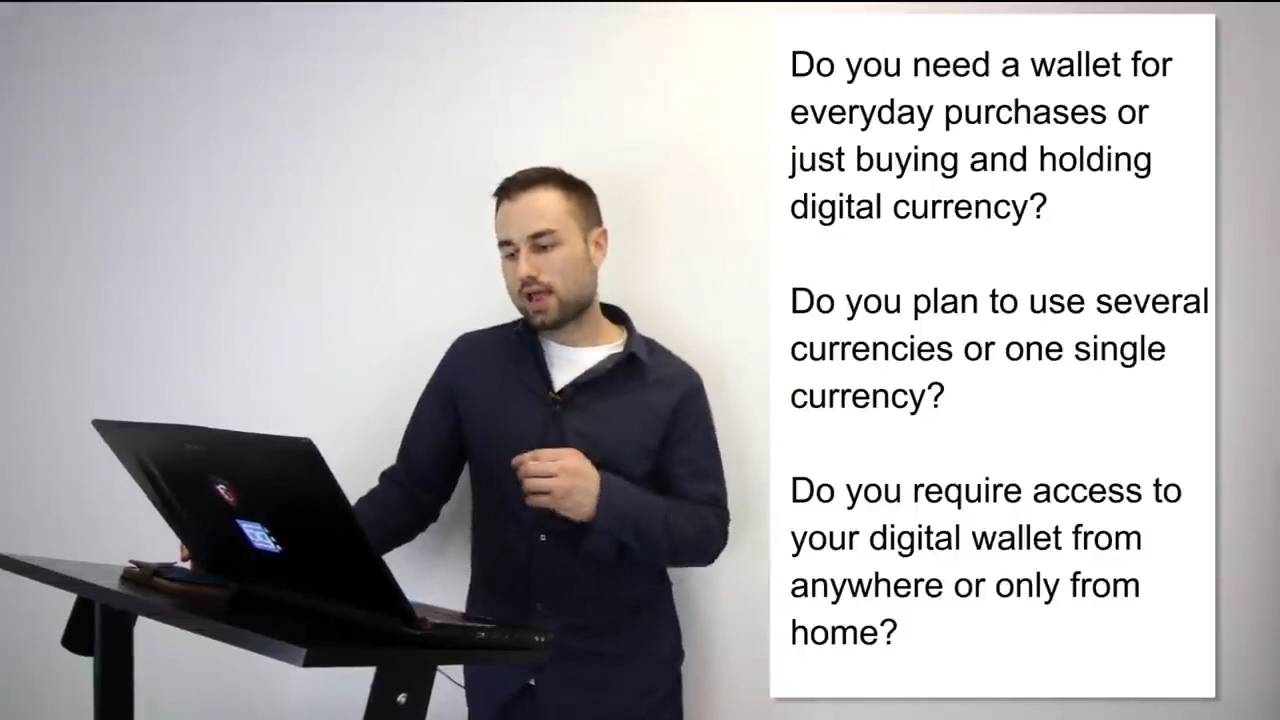 Do you need a wallet for
everyday purchases or
just buying and holding
digital currency?
Do you plan to use several
currencies or one single
currency?
Do you require access to
your digital wallet from
anywhere or only from
home?